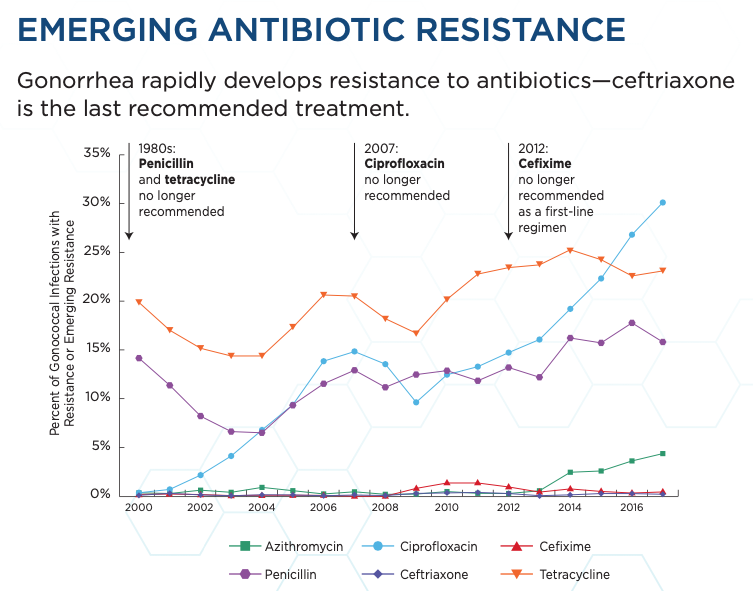 EMERGING ANTIBIOTIC RESISTANCE
Gonorrhea rapidly develops resistance to antibiotics—ceftriaxone
is the last recommended treatment.
1980s:
Penicillin
and tetracycline
no longer
recommended
2007:
Ciprofloxacin
no longer
recommended
2012:
Cefixime
no longer
recommended
as a first-line
regimen
Percent of Gonococcal Infections with
Resistance or Emerging Resistance
35%
30%
25%
20%
15%
10%
5%
0%
2000 2002 2004 2006 2008 2010 2012 2014 2016
Azithromycin Ciprofloxacin Cefixime
Penicillin Ceftriaxone Tetracycline